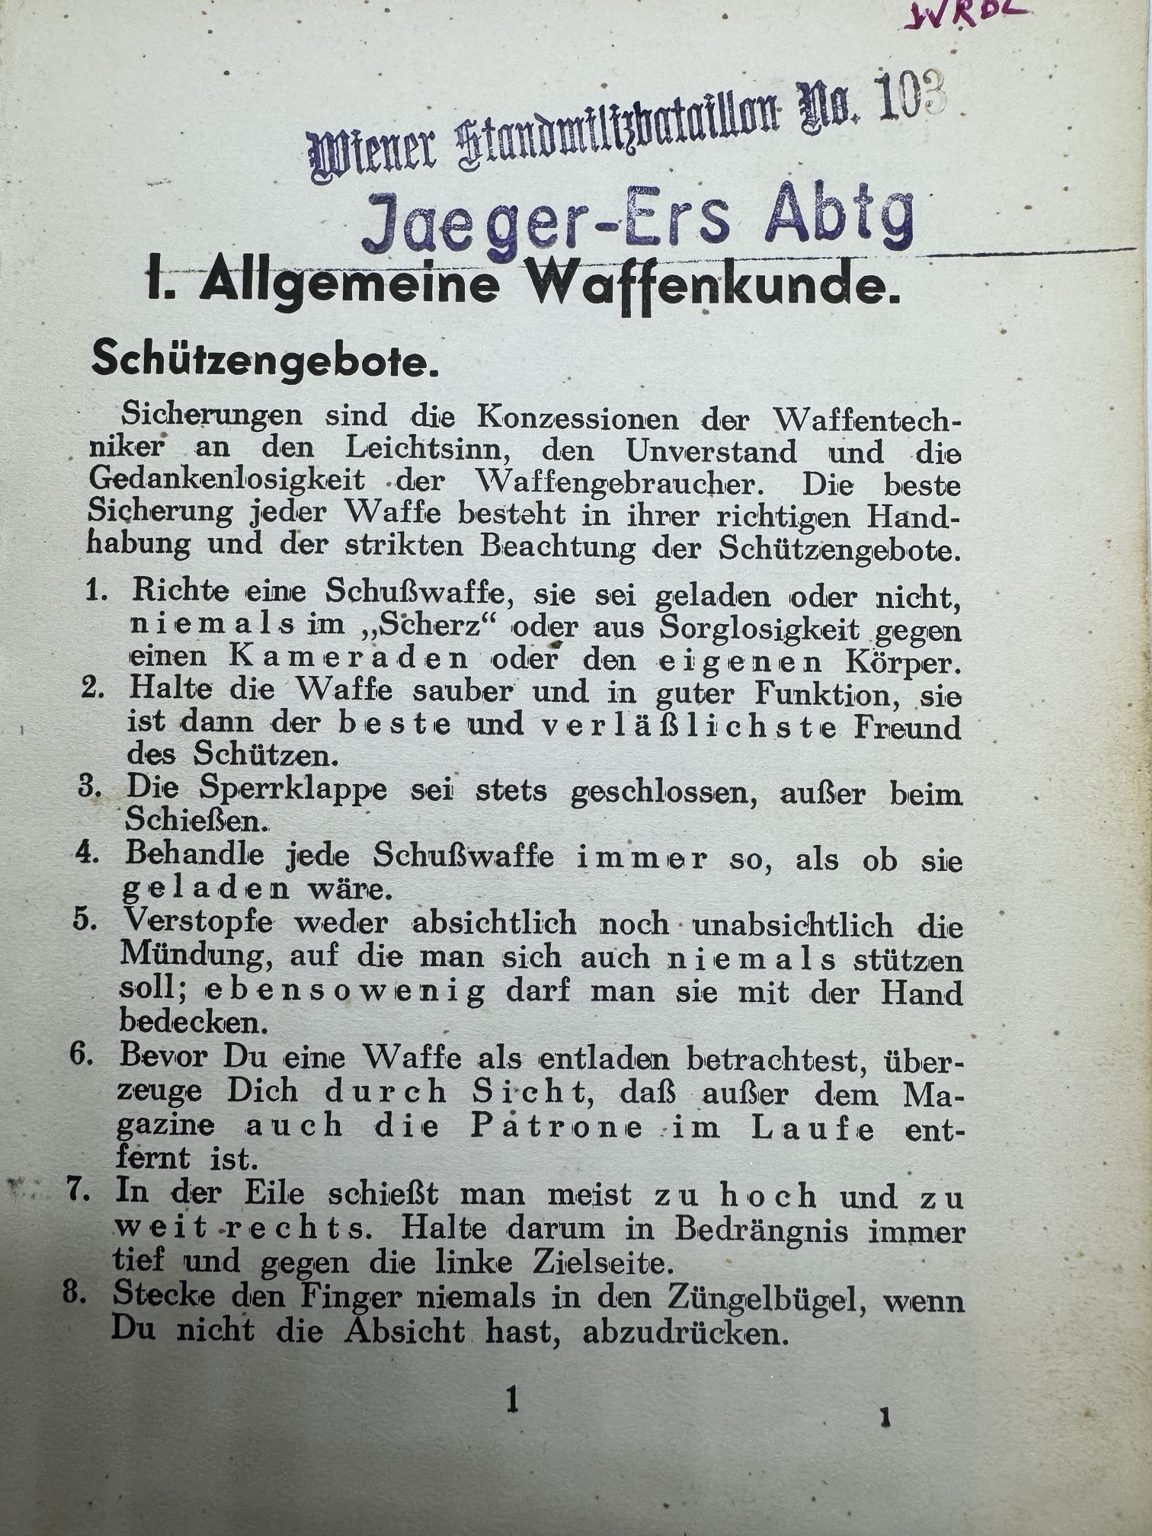 Wiener Standmilizbataillon No. 103
Jaeger-Ers Abtg
I. Allgemeine Waffenkunde.
Schützengebote.
Sicherungen sind die Konzessionen der Waffentech-
niker an den Leichtsinn, den Unverstand und die
Gedankenlosigkeit der Waffengebraucher. Die beste
Sicherung jeder Waffe besteht in ihrer richtigen Hand-
habung und der strikten Beachtung der Schützengebote.
1. Richte eine Schußwaffe, sie sei geladen oder nicht,
niemals im „Scherz“ oder aus Sorglosigkeit gegen
einen Kameraden oder den eigenen Körper.
2. Halte die Waffe sauber und in guter Funktion, sie
ist dann der beste und verläßlichste Freund
des Schützen.
3. Die Sperrklappe sei stets geschlossen, außer beim
Schießen.
4. Behandle jede Schußwaffe immer so, als ob sie
geladen wäre.
5. Verstopfe weder absichtlich noch unabsichtlich die
Mündung, auf die man sich auch niemals stützen
soll; ebensowenig darf man sie mit der Hand
bedecken.
6. Bevor Du eine Waffe als entladen betrachtest, über-
zeuge Dich durch Sicht, daß außer dem Ma-
gazine auch die Patrone im Laufe ent-
fernt ist.
7. In der Eile schießt man meist zu hoch und zu
weit rechts. Halte darum in Bedrängnis immer
tief und gegen die linke Zielseite.
8. Stecke den Finger niemals in den Züngelbügel, wenn
Du nicht die Absicht hast, abzudrücken.
1
1